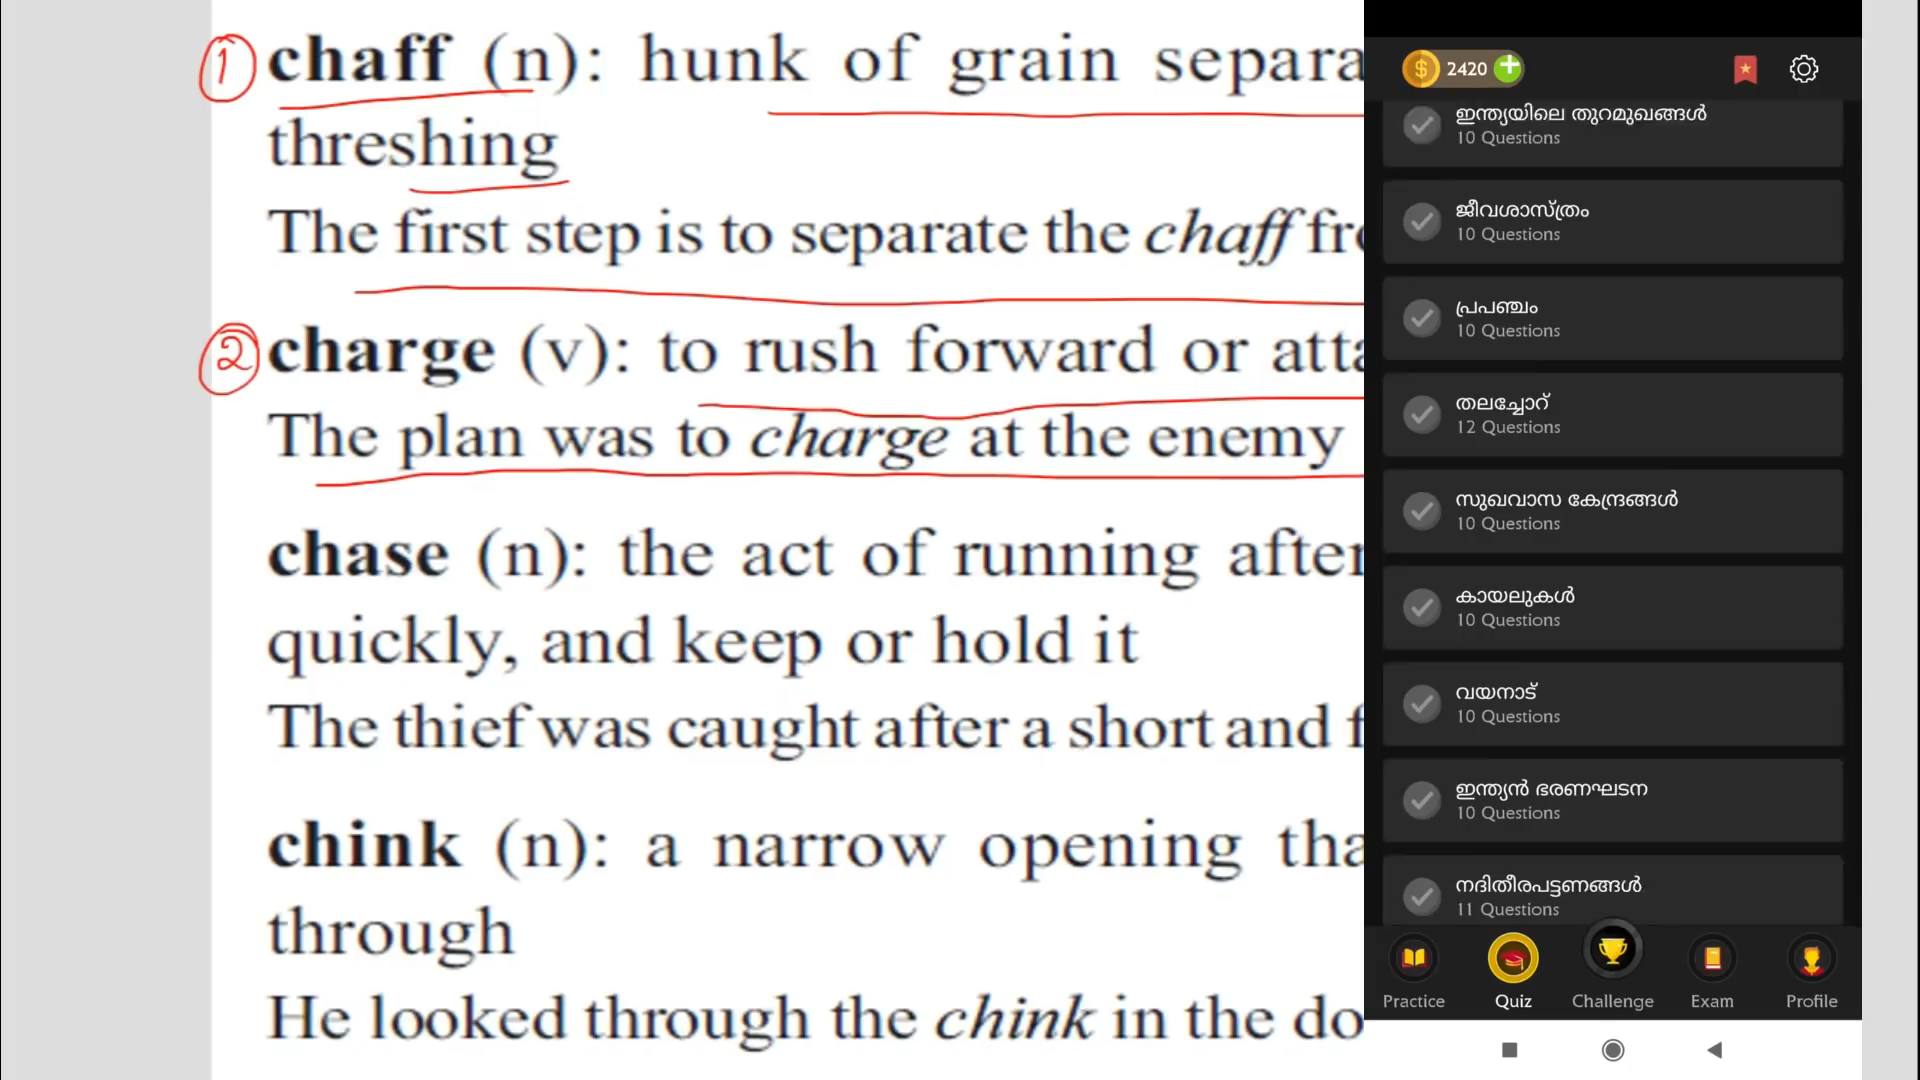 1 chaff (n): hunk of grain separa
threshing
The first step is to separate the chaff fr
2 charge (v): to rush forward or atta
The plan was to charge at the enemy
chase (n): the act of running after
quickly, and keep or hold it
The thief was caught after a short and f
chink (n): a narrow opening tha
through
He looked through the chink in the do
2420
ഇന്ത്യയിലെ തുറമുഖങ്ങൾ
10 Questions
ജീവശാസ്ത്രം
10 Questions
പ്രപഞ്ചം
10 Questions
തലച്ചോറ്
12 Questions
സുഖവാസ കേന്ദ്രങ്ങൾ
10 Questions
കായലുകൾ
10 Questions
വയനാട്
10 Questions
ഇന്ത്യൻ ഭരണഘടന
10 Questions
നദിതീരപട്ടണങ്ങൾ
11 Questions
Practice Quiz Challenge Exam Profile